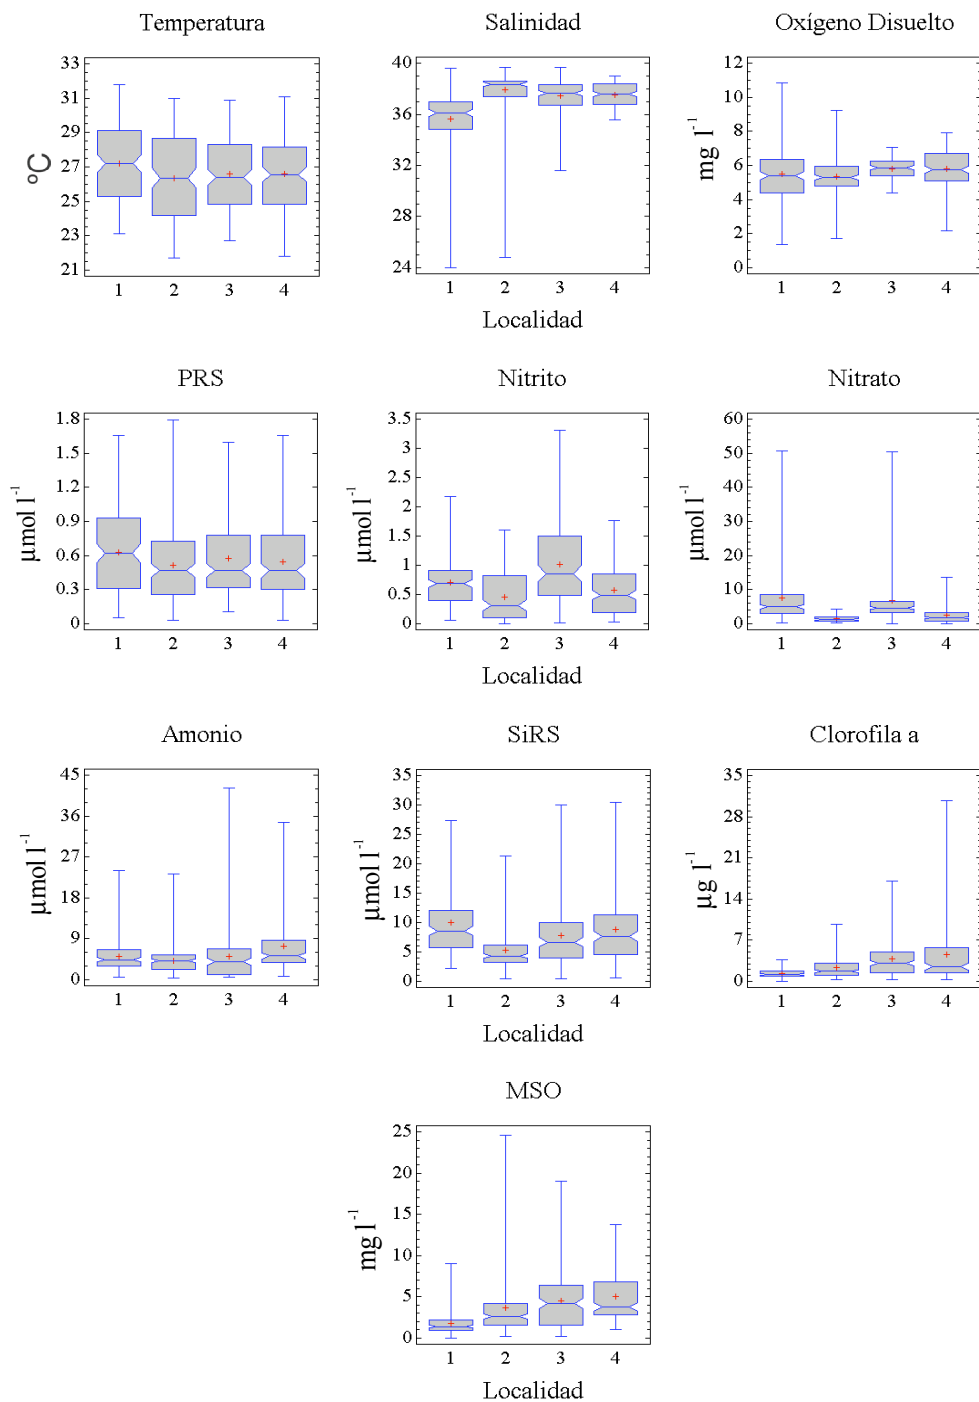 Temperatura
Salinidad
Oxígeno Disuelto
33
31
29
27
25
23
21
ºC
1 2 3 4
40
36
32
28
24
1 2 3 4
Localidad
12
10
8
6
4
2
0
mg l-1
1 2 3 4
PRS
Nitrito
Nitrato
1.8
1.5
1.2
0.9
0.6
0.3
0
µmol l-1
1 2 3 4
3.5
3
2.5
2
1.5
1
0.5
0
µmol l-1
1 2 3 4
Localidad
60
50
40
30
20
10
0
µmol l-1
1 2 3 4
Amonio
SiRS
Clorofila a
45
36
27
18
9
0
µmol l-1
1 2 3 4
35
30
25
20
15
10
5
0
µmol l-1
1 2 3 4
Localidad
35
28
21
14
7
0
µg l-1
1 2 3 4
MSO
25
20
15
10
5
0
mg l-1
1 2 3 4
Localidad